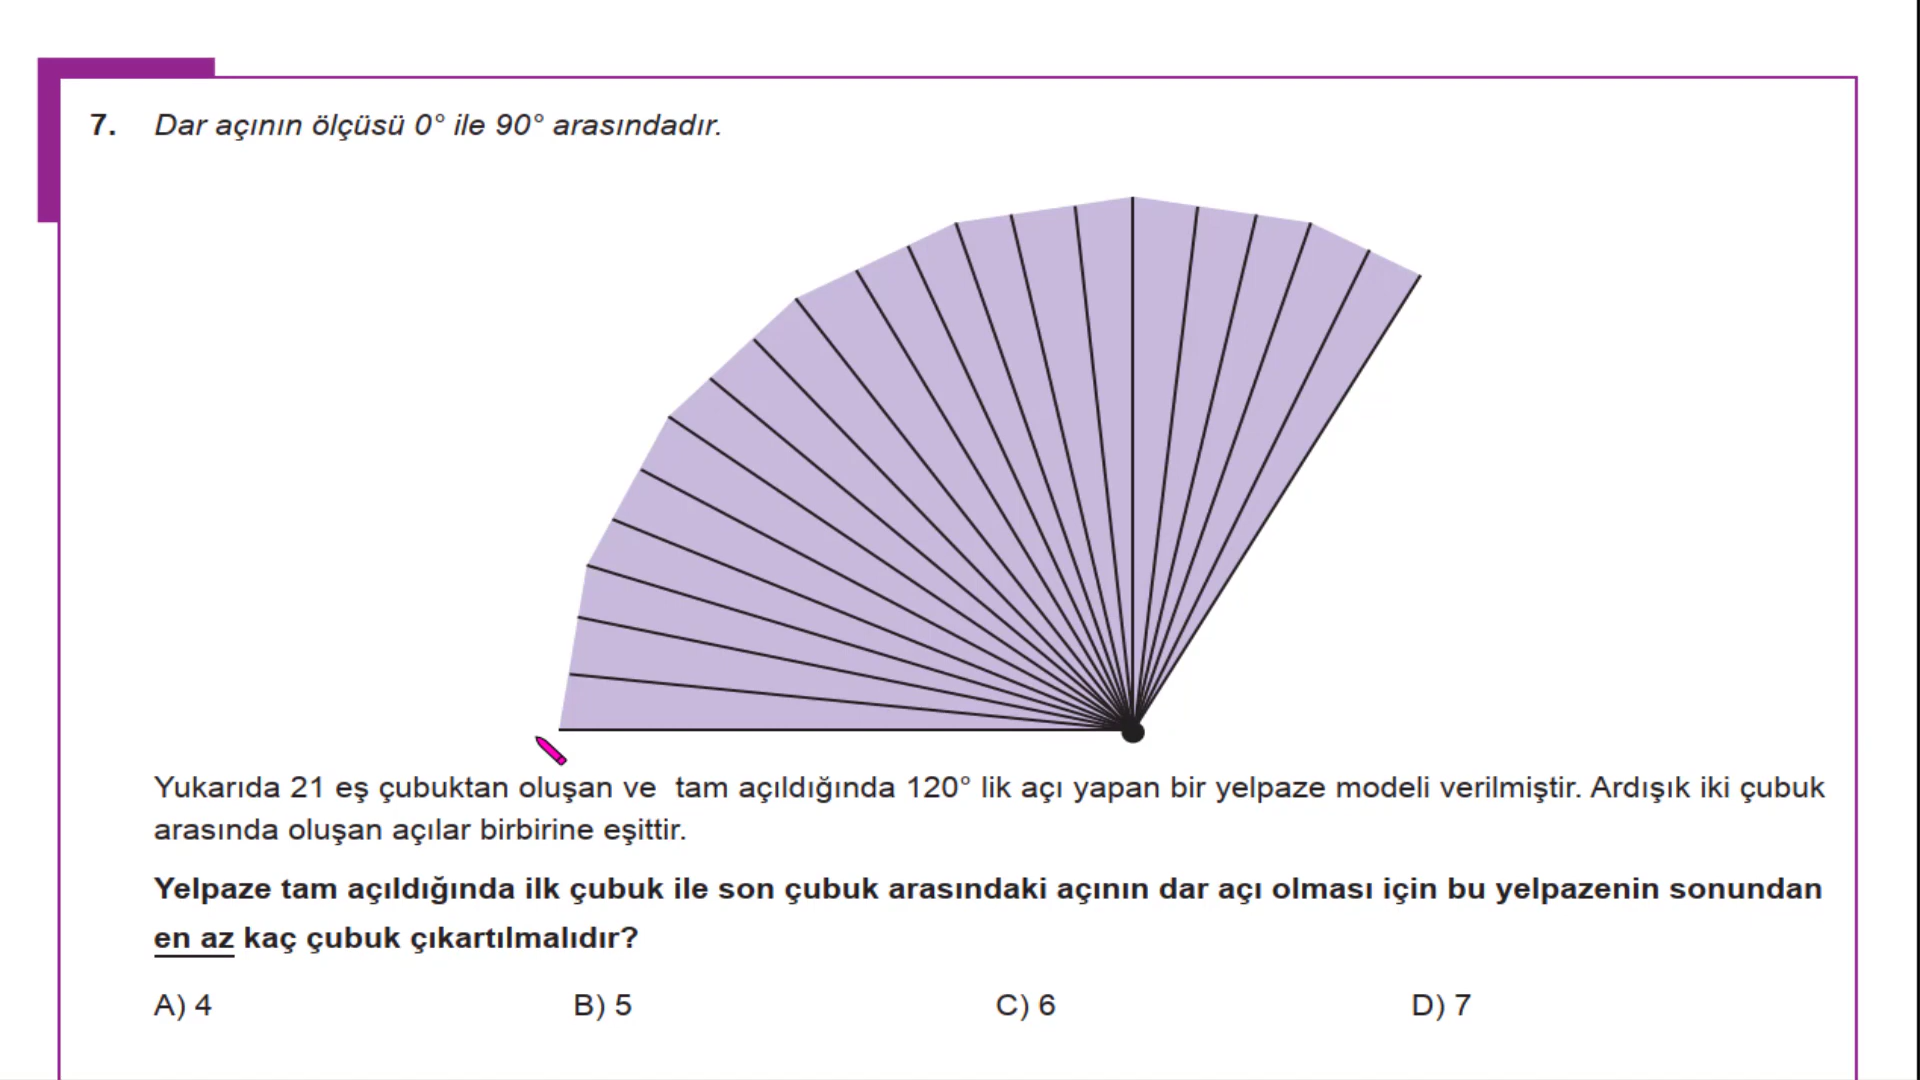 7. Dar açının ölçüsü 0° ile 90° arasındadır.
Yukarıda 21 eş çubuktan oluşan ve tam açıldığında 120° lik açı yapan bir yelpaze modeli verilmiştir. Ardışık iki çubuk
arasında oluşan açılar birbirine eşittir.
Yelpaze tam açıldığında ilk çubuk ile son çubuk arasındaki açının dar açı olması için bu yelpazenin sonundan
en az kaç çubuk çıkartılmalıdır?
A) 4 B) 5 C) 6 D) 7